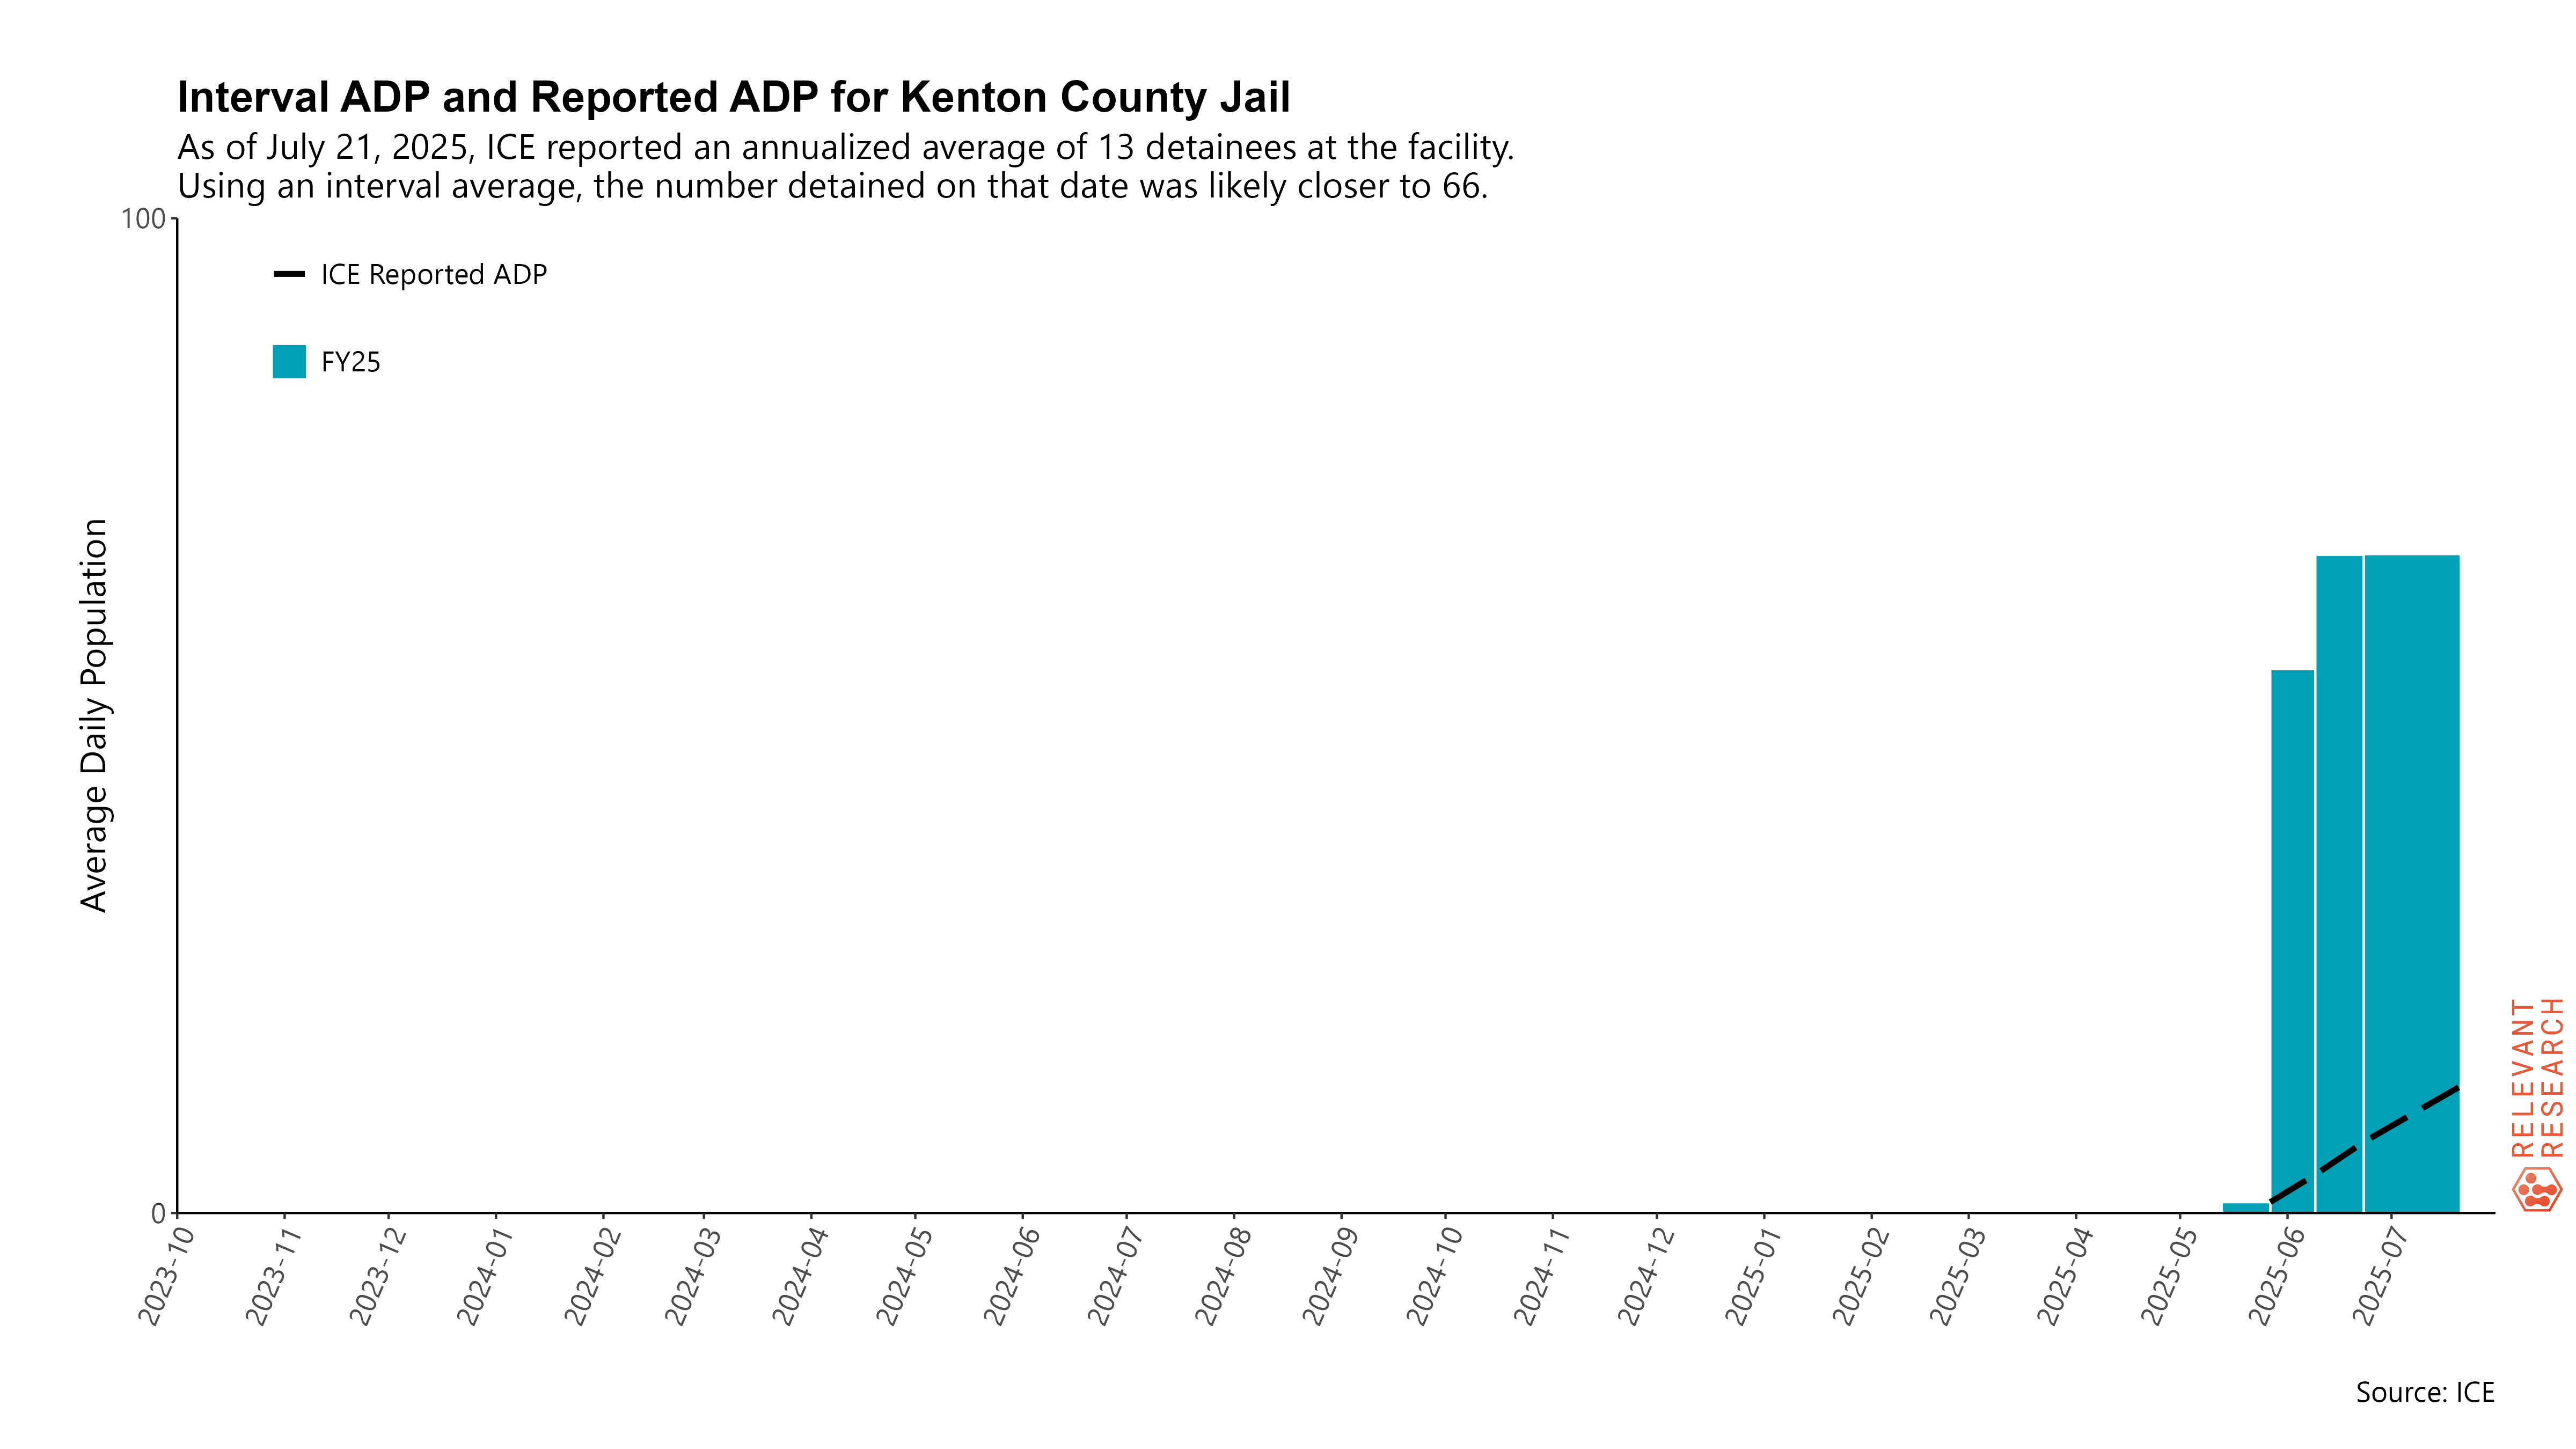 Interval ADP and Reported ADP for Kenton County Jail
As of July 21, 2025, ICE reported an annualized average of 13 detainees at the facility.
Using an interval average, the number detained on that date was likely closer to 66.
100
ICE Reported ADP
FY25
Average Daily Population
0
2023-10
2023-11
2023-12
2024-01
2024-02
2024-03
2024-04
2024-05
2024-06
2024-07
2024-08
2024-09
2024-10
2024-11
2024-12
2025-01
2025-02
2025-03
2025-04
2025-05
2025-06
2025-07
RELEVANT
RESEARCH
Source: ICE